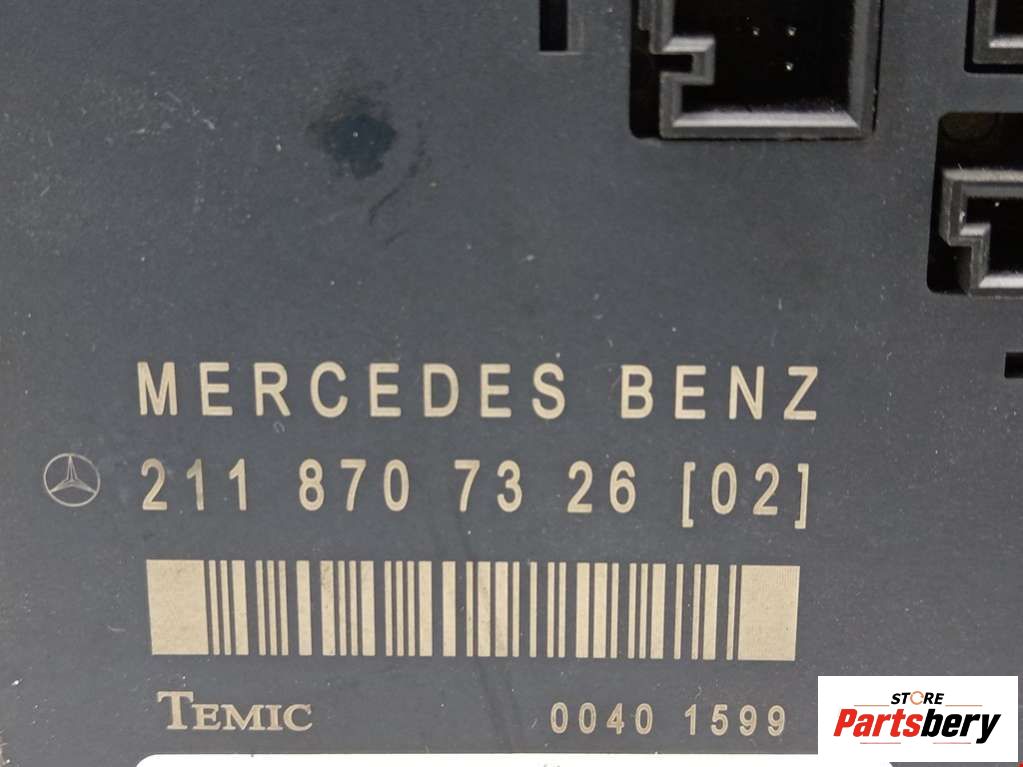 MERCEDES BENZ
211 870 73 26 [02]
TEMIC
0040 1599
STORE
Partsbery